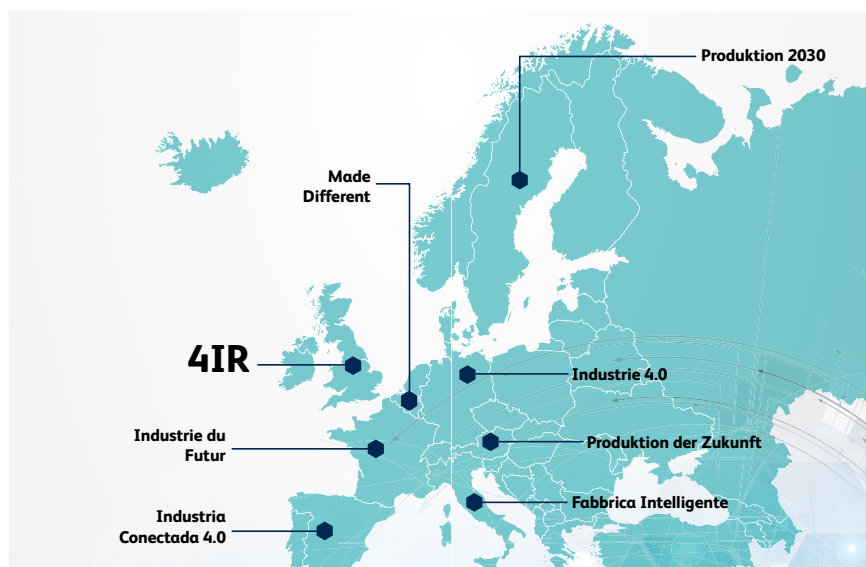 Produktion 2030
Made
Different
4IR
Industrie 4.0
Industrie du
Futur
Produktion der Zukunft
Fabbrica Intelligente
Industria
Conectada 4.0